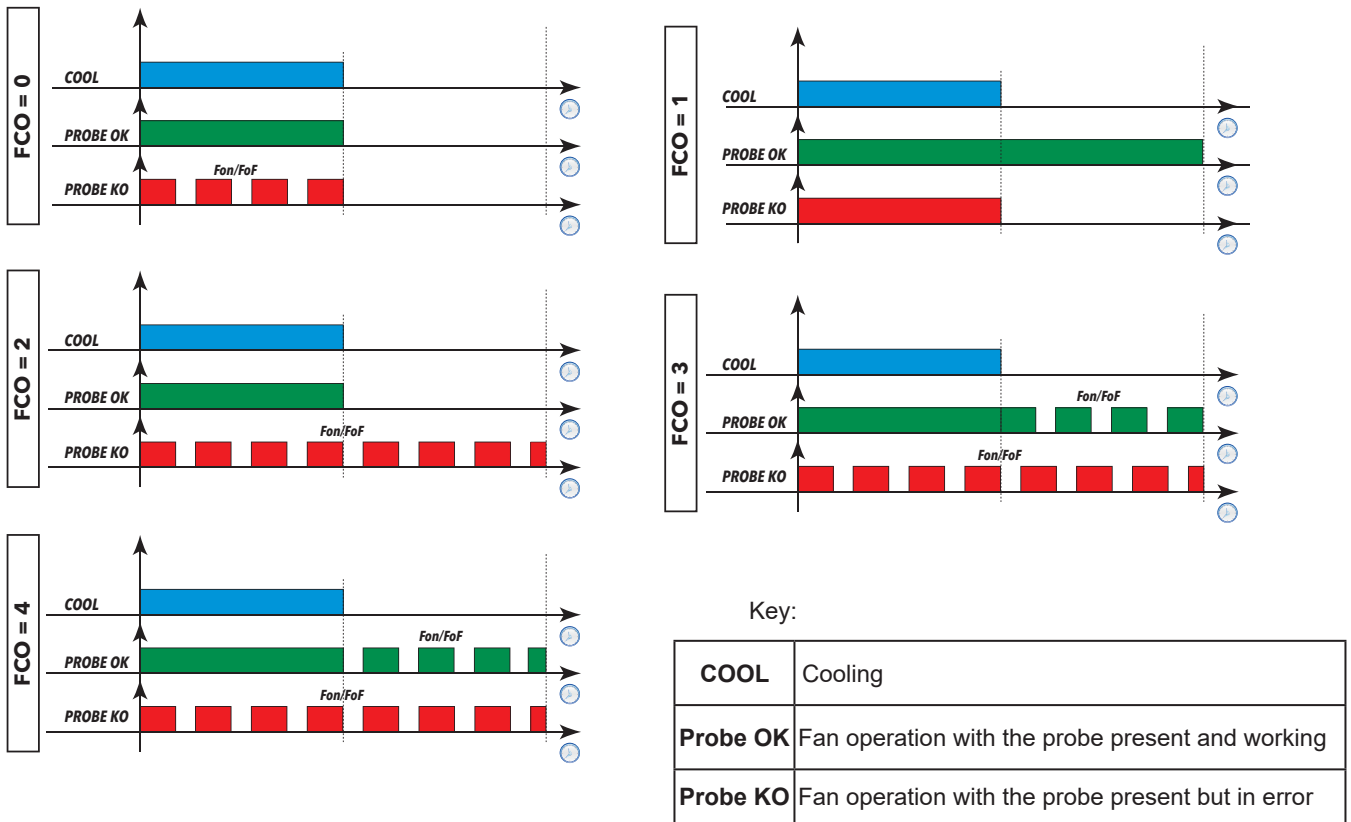 FCO = 0
COOL
PROBE OK
Fon/FoF
PROBE KO
FCO = 1
COOL
PROBE OK
PROBE KO
FCO = 2
COOL
PROBE OK
Fon/FoF
PROBE KO
FCO = 3
COOL
Fon/FoF
PROBE OK
Fon/FoF
PROBE KO
FCO = 4
COOL
Fon/FoF
PROBE OK
Fon/FoF
PROBE KO
Key:
COOL Cooling
Probe OK Fan operation with the probe present and working
Probe KO Fan operation with the probe present but in error